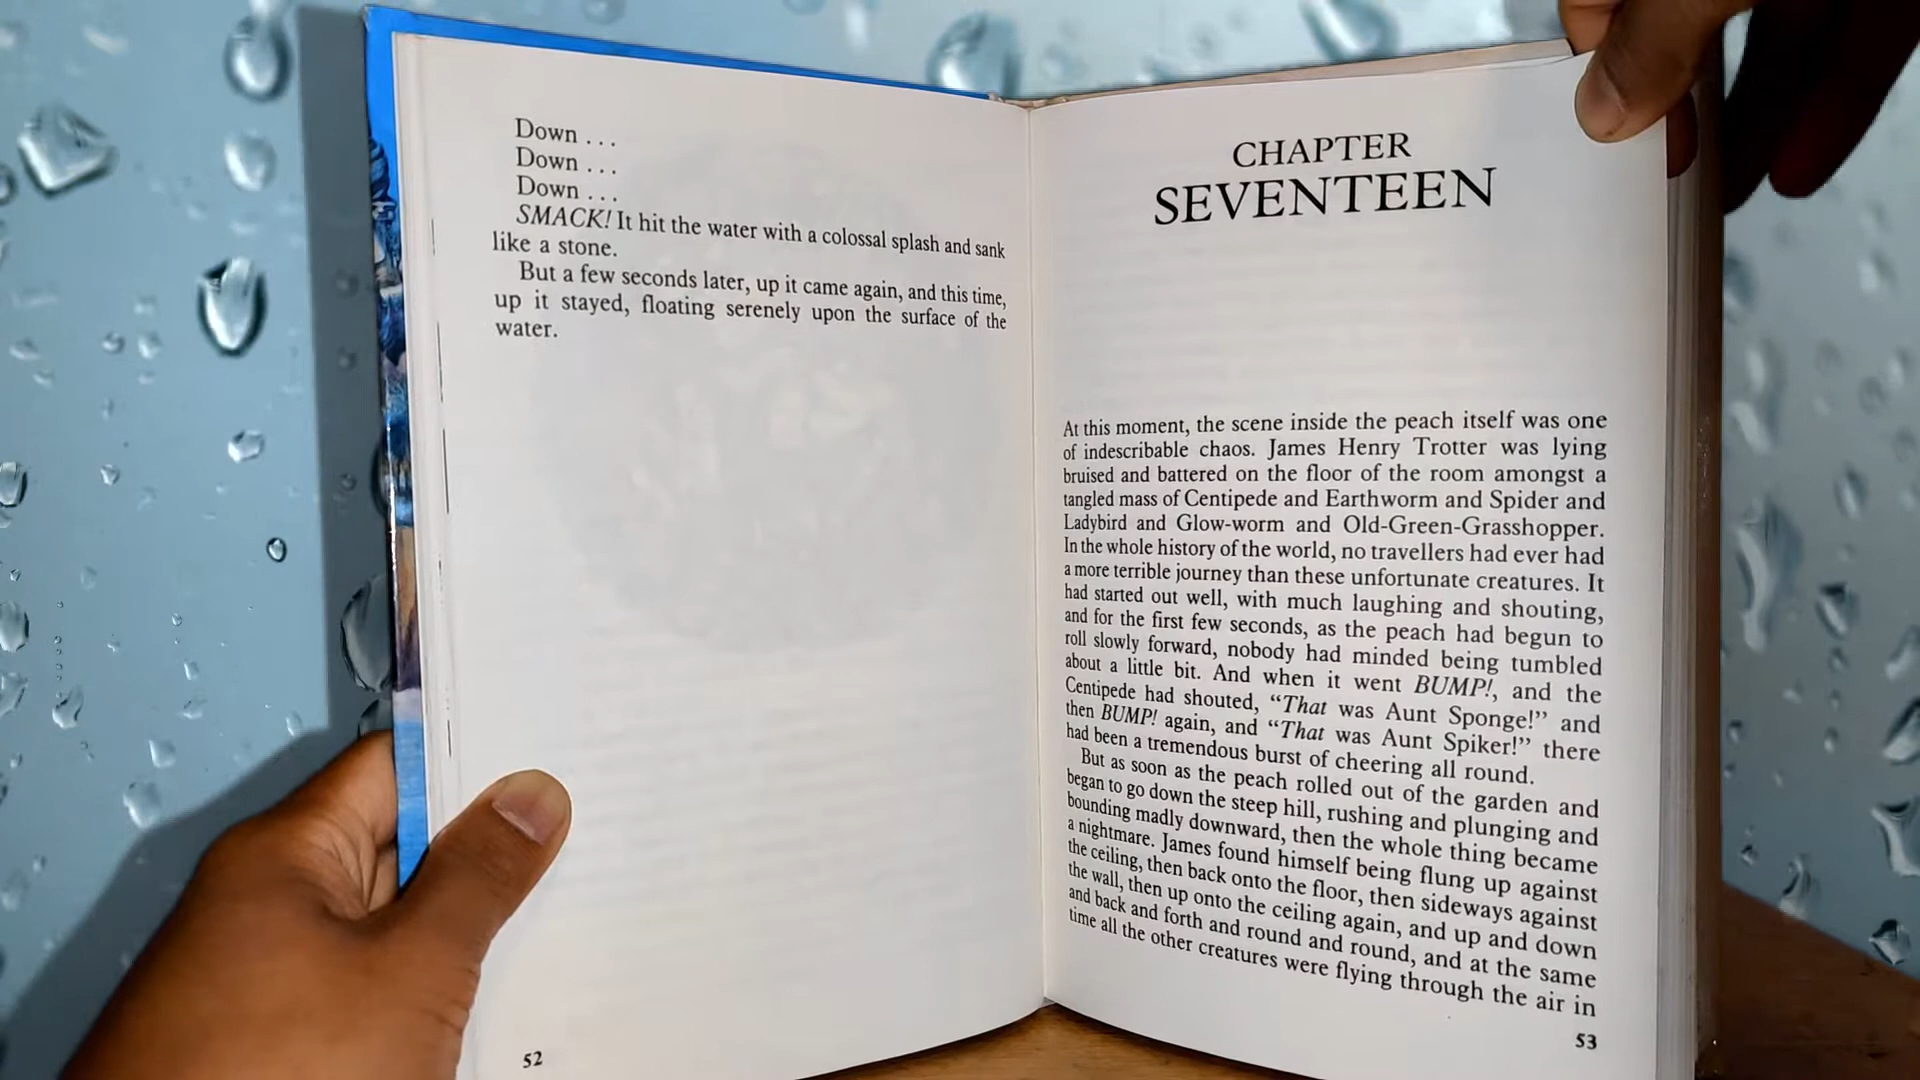 Down . . .
Down . . .
Down . . .
SMACK! It hit the water with a colossal splash and sank
like a stone.
But a few seconds later, up it came again, and this time,
up it stayed, floating serenely upon the surface of the
water.
52
CHAPTER
SEVENTEEN
At this moment, the scene inside the peach itself was one
of indescribable chaos. James Henry Trotter was lying
bruised and battered on the floor of the room amongst a
tangled mass of Centipede and Earthworm and Spider and
Ladybird and Glow-worm and Old-Green-Grasshopper.
In the whole history of the world, no travellers had ever had
a more terrible journey than these unfortunate creatures. It
had started out well, with much laughing and shouting,
and for the first few seconds, as the peach had begun to
roll slowly forward, nobody had minded being tumbled
about a little bit. And when it went BUMP!, and the
Centipede had shouted, “That was Aunt Sponge!” and
then BUMP! again, and “That was Aunt Spiker!” there
had been a tremendous burst of cheering all round.
But as soon as the peach rolled out of the garden and
began to go down the steep hill, rushing and plunging and
bounding madly downward, then the whole thing became
a nightmare. James found himself being flung up against
the ceiling, then back onto the floor, then sideways against
the wall, then up onto the ceiling again, and up and down
and back and forth and round and round, and at the same
time all the other creatures were flying through the air in
53